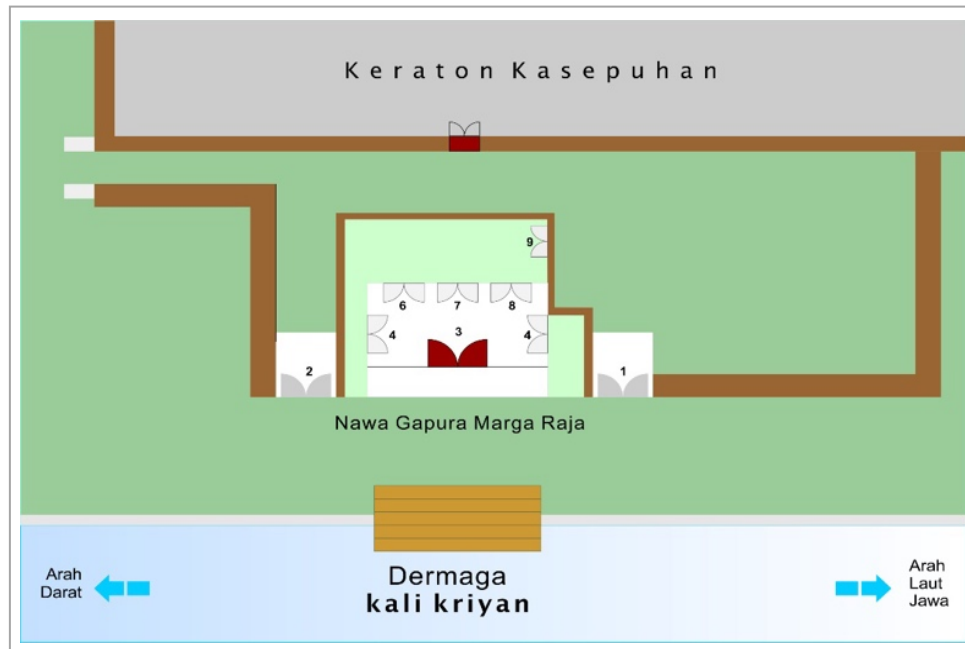 Keraton Kasepuhan
9
6 7 8
4 3 4
2 1
Nawa Gapura Marga Raja
Arah
Darat
Dermaga
kali kriyan
Arah
Laut
Jawa